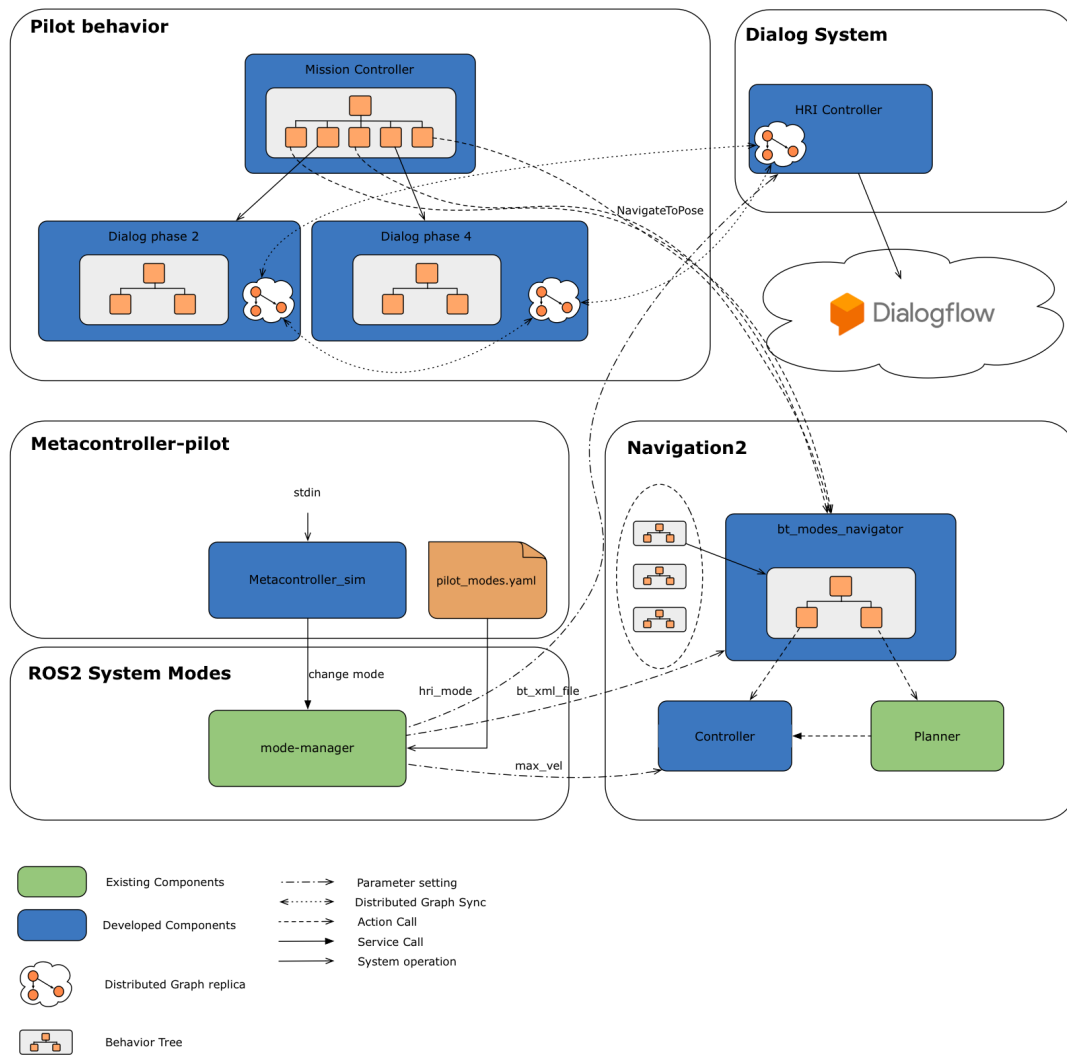 Pilot behavior
Mission Controller
Dialog phase 2
Dialog phase 4
Dialog System
HRI Controller
NavigateToPose
Dialogflow
Metacontroller-pilot
stdin
Metacontroller_sim
pilot_modes.yaml
Navigation2
bt_modes_navigator
Controller
Planner
ROS2 System Modes
change mode
hri_mode
bt_xml_file
mode-manager
max_vel
Existing Components
Developed Components
Distributed Graph replica
Behavior Tree
Parameter setting
Distributed Graph Sync
Action Call
Service Call
System operation